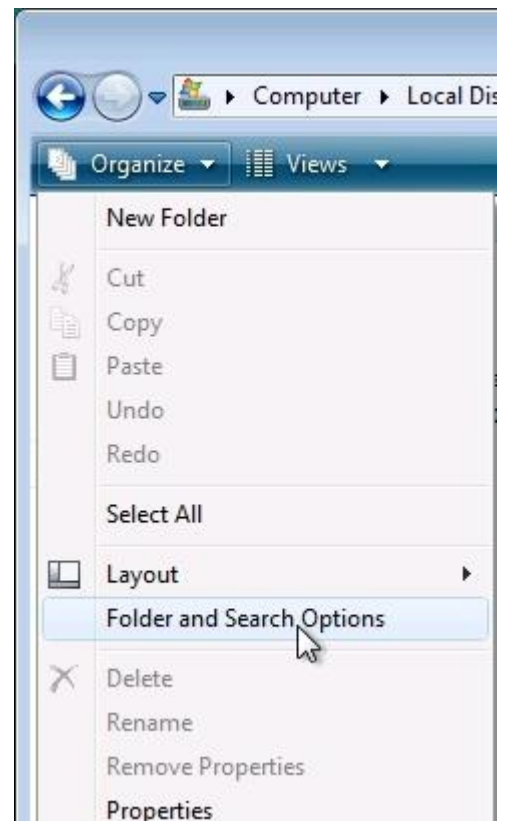 Computer Local Dis
Organize Views
New Folder
Cut
Copy
Paste
Undo
Redo
Select All
Layout
Folder and Search Options
Delete
Rename
Remove Properties
Properties